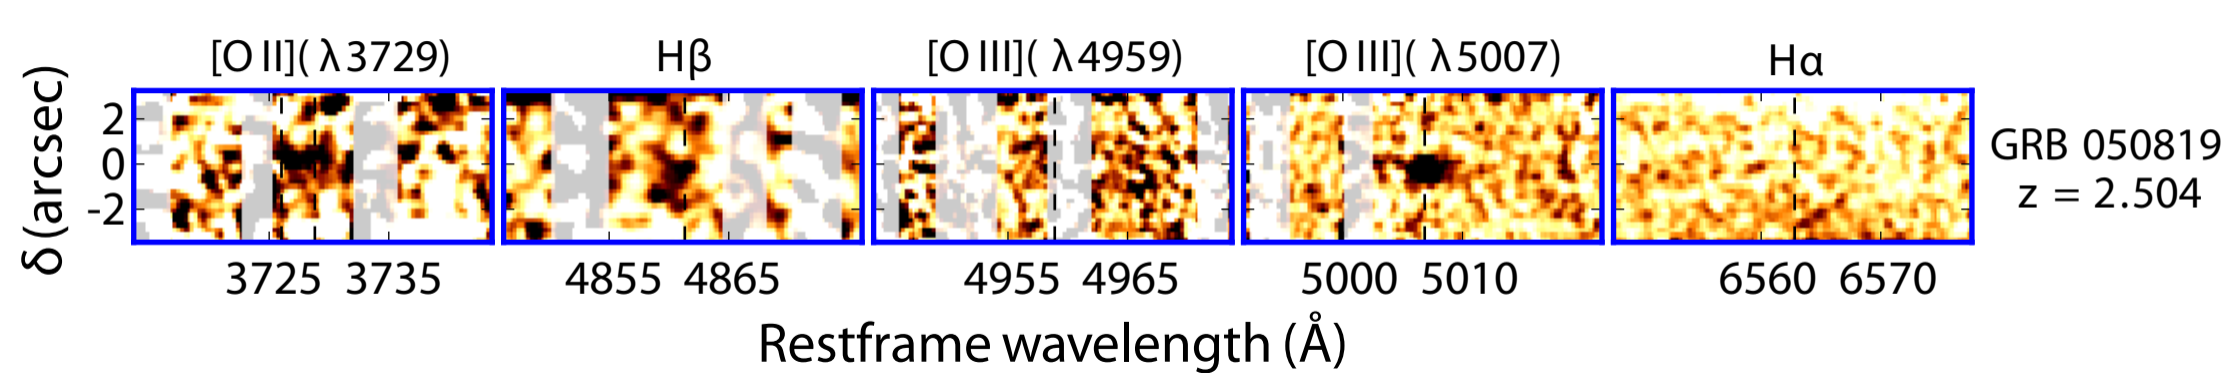 [O II]( λ3729) Hβ [O III]( λ4959) [O III]( λ5007) Hα
δ(arcsec)
2
0
-2
GRB 050819
z = 2.504
3725 3735 4855 4865 4955 4965 5000 5010 6560 6570
Restframe wavelength (Å)